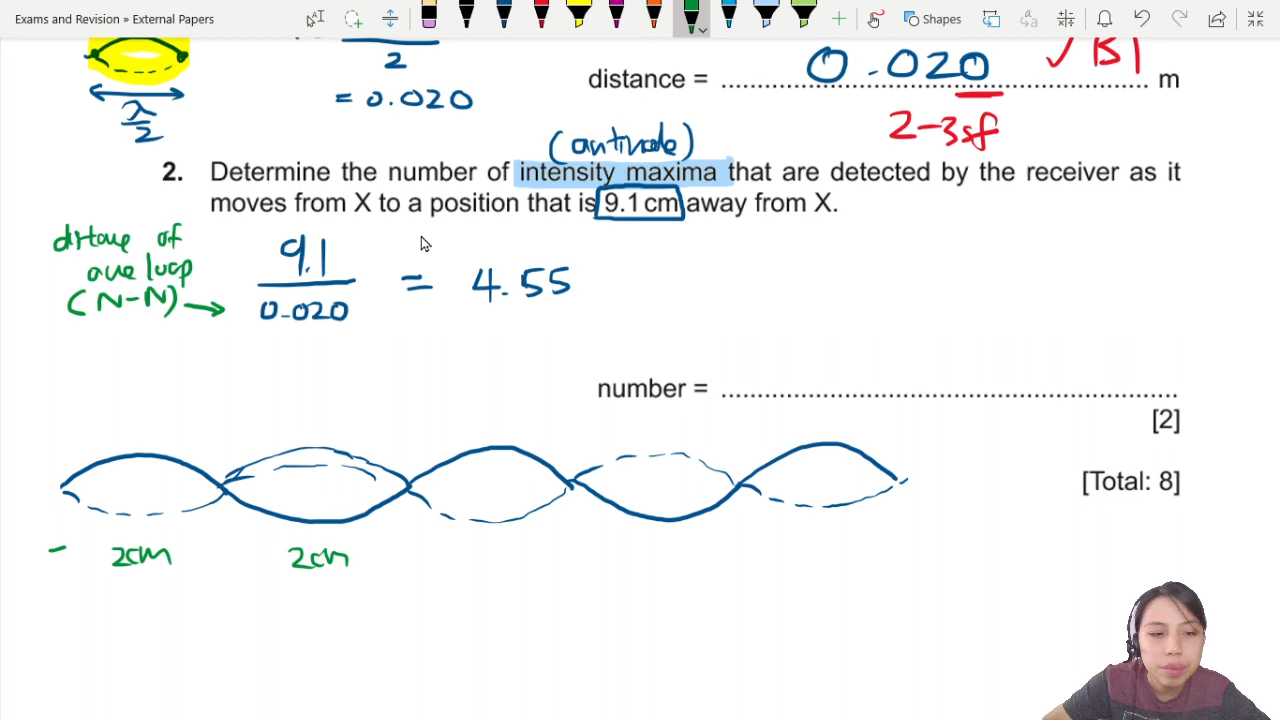 Exams and Revision » External Papers
Shapes
2
= 0.020
λ/2
distance = 0.020 m
✓ B1
2-3sf
(antinode)
2. Determine the number of intensity maxima that are detected by the receiver as it
moves from X to a position that is 9.1 cm away from X.
distance of
one loop
(N-N) →
9.1
0.020
= 4.55
number = ................................................................
[2]
[Total: 8]
2cm 2cm